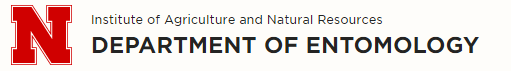 N
Institute of Agriculture and Natural Resources
DEPARTMENT OF ENTOMOLOGY